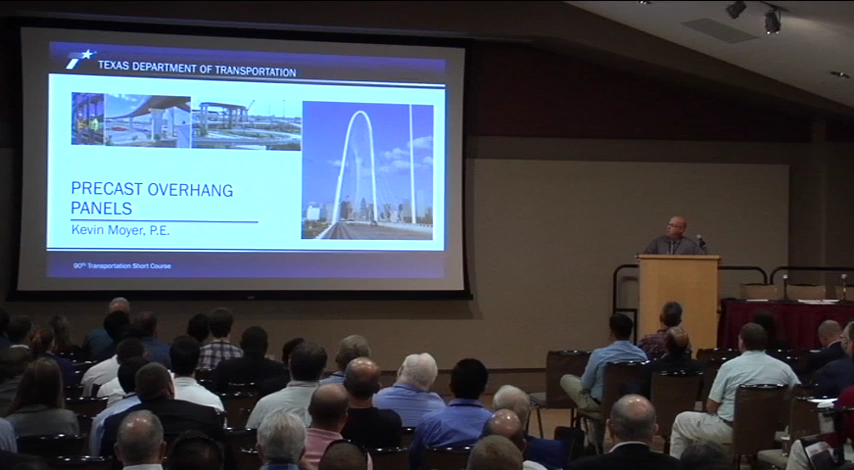 TEXAS DEPARTMENT OF TRANSPORTATION
PRECAST OVERHANG
PANELS
Kevin Moyer, P.E.
90th Transportation Short Course